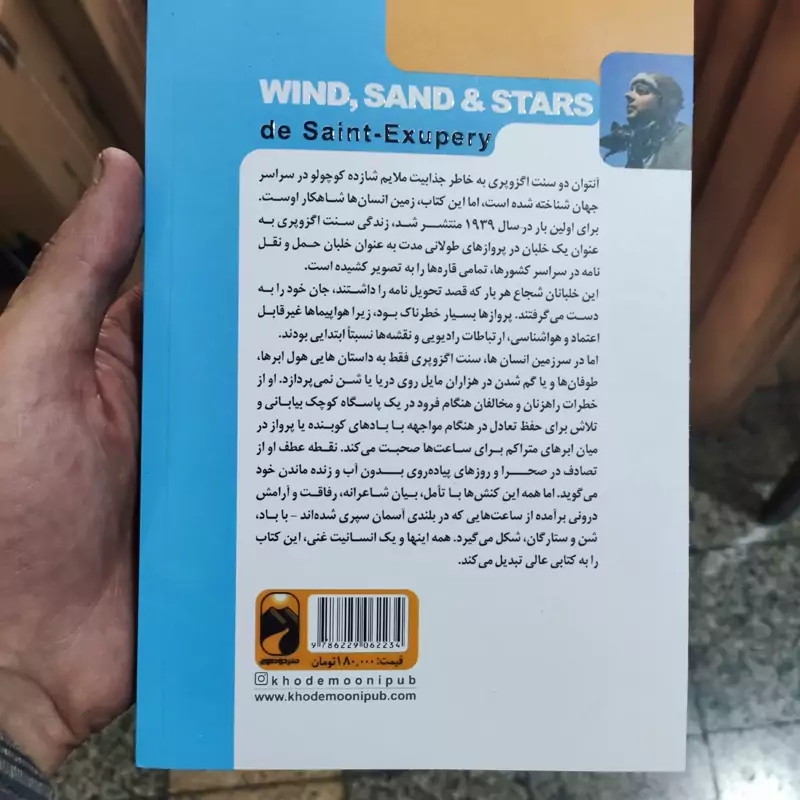 WIND, SAND & STARS
de Saint-Exupery
آنتوان دو سنت اگزوپری به خاطر جذابیت ملایم شازده کوچولو در سراسر
جهان شناخته شده است، اما این کتاب، زمین انسان‌ها شاهکار اوست.
برای اولین بار در سال ۱۹۳۹ منتشر شد، زندگی سنت اگزوپری به
عنوان یک خلبان در پروازهای طولانی مدت به عنوان خلبان حمل و نقل
نامه در سراسر کشورها، تمامی قاره‌ها را به تصویر کشیده است.
این خلبانان شجاع هر بار که قصد تحویل نامه را داشتند، جان خود را به
دست می‌گرفتند. پروازها بسیار خطرناک بود، زیرا هواپیماها غیرقابل
اعتماد و هواشناسی، ارتباطات رادیویی و نقشه‌ها نسبتاً ابتدایی بودند.
اما در سرزمین انسان ها، سنت اگزوپری فقط به داستان هایی هول ابرها،
طوفان‌ها و یا گم شدن در هزاران مایل روی دریا یا شن نمی‌پردازد. او از
خطرات راهزنان و مخالفان هنگام فرود در یک پاسگاه کوچک بیابانی و
تلاش برای حفظ تعادل در هنگام مواجهه با بادهای کوبنده یا پرواز در
میان ابرهای متراکم برای ساعت‌ها صحبت می‌کند. نقطه عطف او از
تصادف در صحرا و روزهای پیاده‌روی بدون آب و زنده ماندن خود
می‌گوید. اما همه این کنش‌ها با تأمل، بیان شاعرانه، رفاقت و آرامش
درونی برآمده از ساعت‌هایی که در بلندی آسمان سپری شده‌اند - با باد،
شن و ستارگان، شکل می‌گیرد. همه اینها و یک انسانیت غنی، این کتاب
را به کتابی عالی تبدیل می‌کند.
9 786229 062234
قیمت: ۱۸۰,۰۰۰ تومان
khodemoonipub
www.khodemoonipub.com